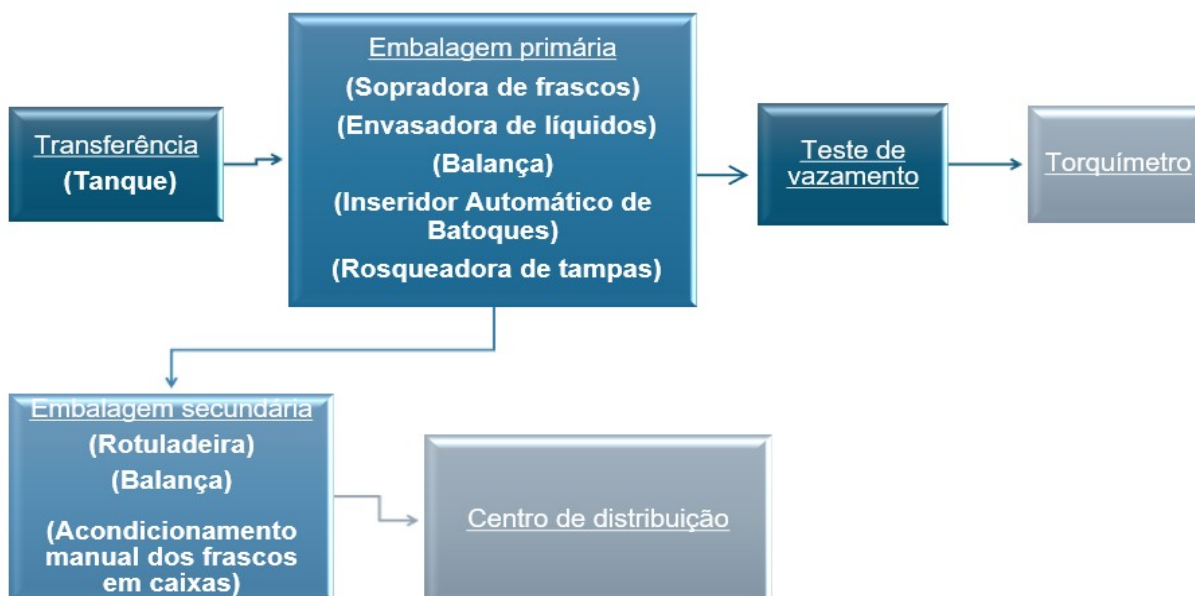 Embalagem primária
(Sopradora de frascos)
(Envasadora de líquidos)
(Balança)
(Inseridor Automático de
Batoques)
(Rosqueadora de tampas)
Transferência
(Tanque)
Teste de
vazamento
Torquímetro
Embalagem secundária
(Rotuladeira)
(Balança)
(Acondicionamento
manual dos frascos
em caixas)
Centro de distribuição